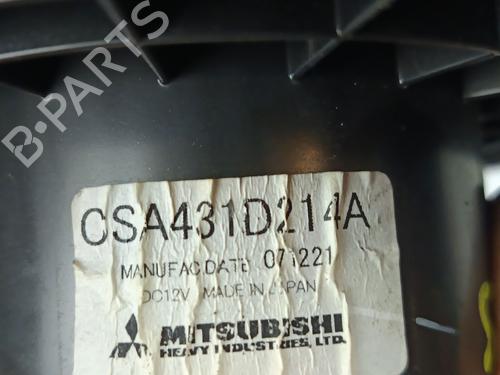 B-PARTS
CSA431D214A
MANUFAC.DATE 071221
DC12V MADE IN JAPAN
MITSUBISHI
HEAVY INDUSTRIES, LTD.